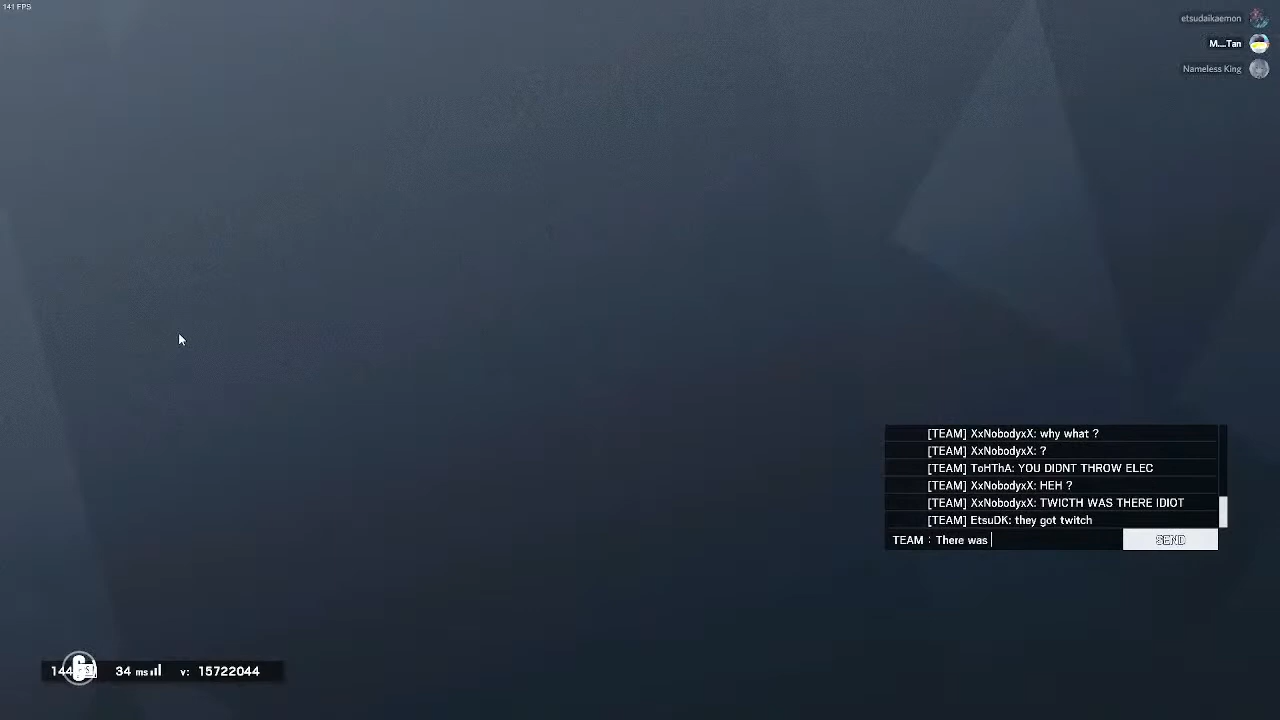 141 FPS
etsudaikaemon
M...Tan
Nameless King
[TEAM] XxNobodyxX: why what ?
[TEAM] XxNobodyxX: ?
[TEAM] ToHThA: YOU DIDNT THROW ELEC
[TEAM] XxNobodyxX: HEH ?
[TEAM] XxNobodyxX: TWICTH WAS THERE IDIOT
[TEAM] EtsuDK: they got twitch
TEAM : There was
SEND
34 ms v: 15722044